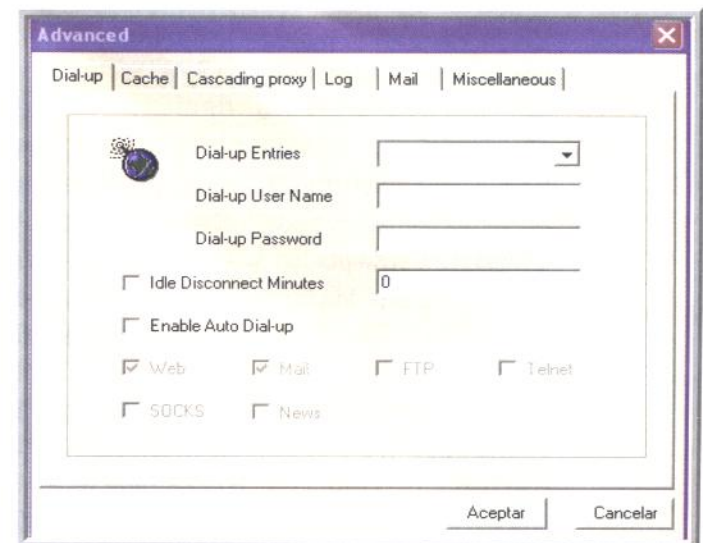 Advanced
Dial-up Cache Cascading proxy Log Mail Miscellaneous
Dial-up Entries
Dial-up User Name
Dial-up Password
Idle Disconnect Minutes 0
Enable Auto Dial-up
Web Mail FTP Telnet
SOCKS News
Aceptar Cancelar